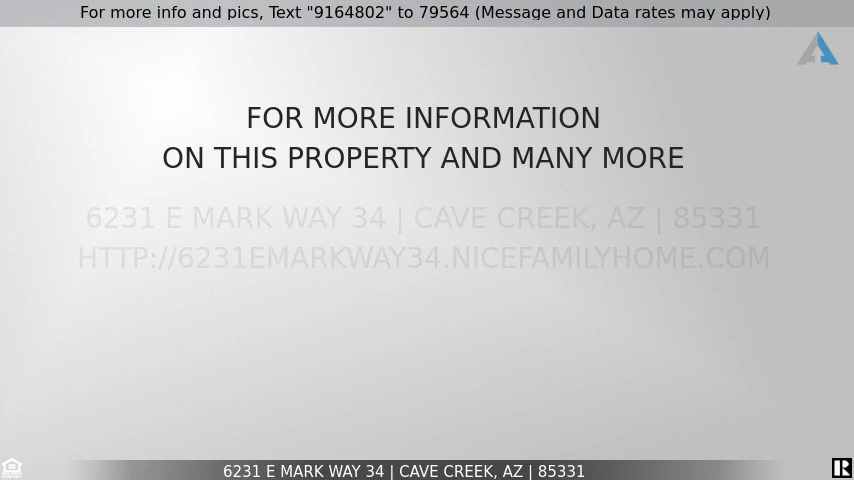 For more info and pics, Text "9164802" to 79564 (Message and Data rates may apply)
FOR MORE INFORMATION
ON THIS PROPERTY AND MANY MORE
6231 E MARK WAY 34 | CAVE CREEK, AZ | 85331
HTTP://6231EMARKWAY34.NICEFAMILYHOME.COM
6231 E MARK WAY 34 | CAVE CREEK, AZ | 85331